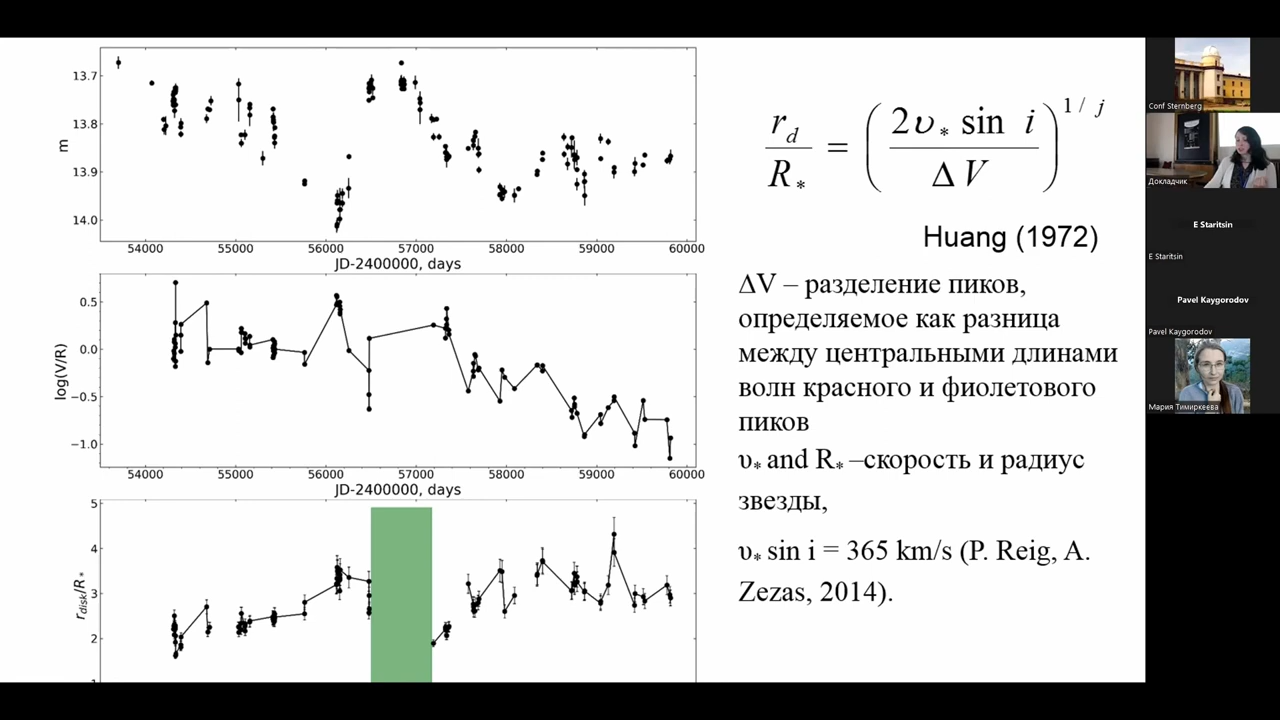 13.7
13.8
13.9
14.0
m
54000 55000 56000 57000 58000 59000 60000
JD-2400000, days
0.5
0.0
−0.5
−1.0
log(V/R)
54000 55000 56000 57000 58000 59000 60000
JD-2400000, days
5
4
3
2
r_disk/R_*
r_d / R_* = ( 2υ_* sin i / Δ V )^{1 / j}
Huang (1972)
ΔV – разделение пиков,
определяемое как разница
между центральными длинами
волн красного и фиолетового
пиков
υ* and R* –скорость и радиус
звезды,
υ* sin i = 365 km/s (P. Reig, A.
Zezas, 2014).
Conf Sternberg
Докладчик
E Staritsin
E Staritsin
Pavel Kaygorodov
Pavel Kaygorodov
Мария Тимиркеева